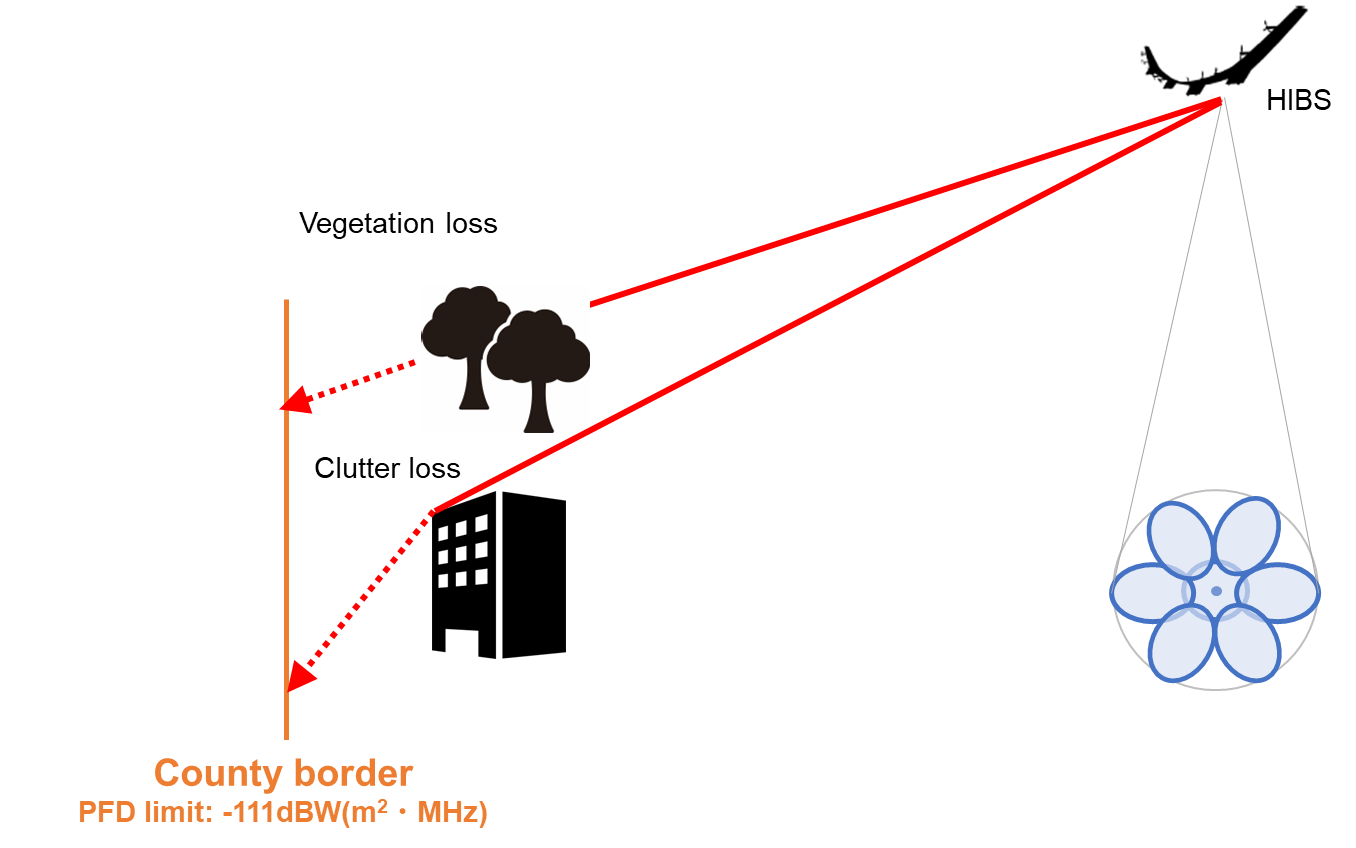 HIBS
Vegetation loss
Clutter loss
County border
PFD limit: -111dBW(m²・MHz)